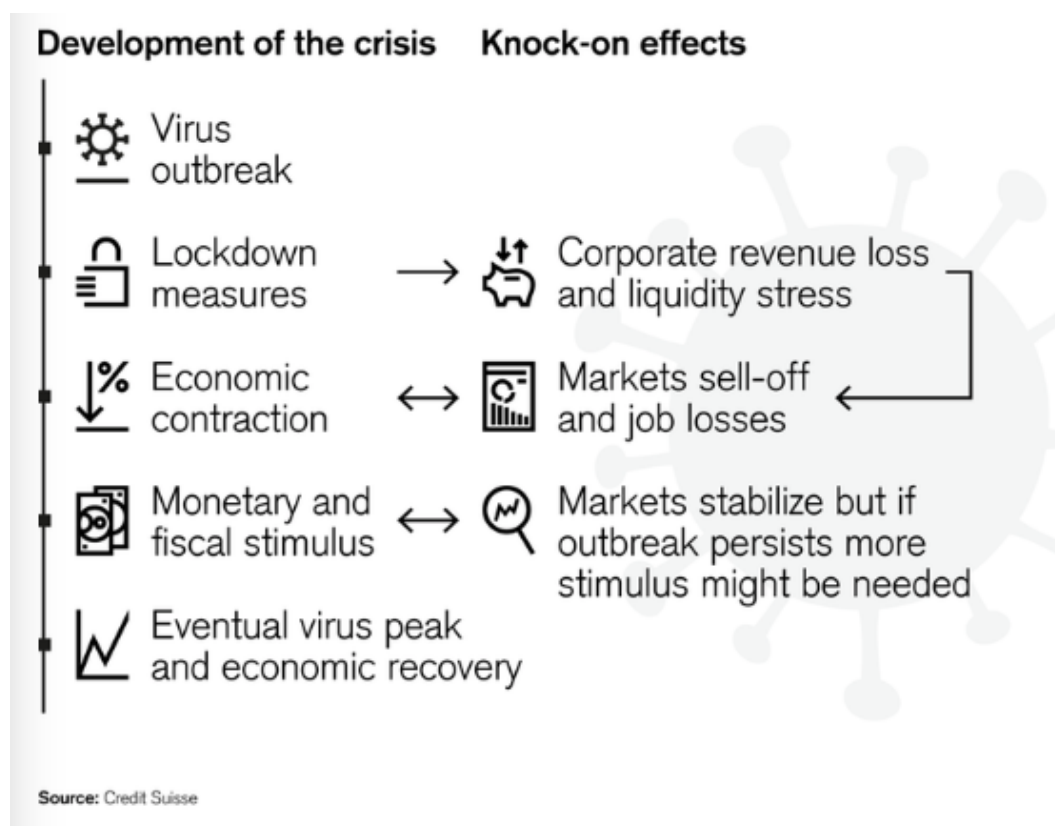 Development of the crisis
Knock-on effects
Virus
outbreak
Lockdown
measures
Corporate revenue loss
and liquidity stress
%
Economic
contraction
Markets sell-off
and job losses
Monetary and
fiscal stimulus
Markets stabilize but if
outbreak persists more
stimulus might be needed
Eventual virus peak
and economic recovery
Source: Credit Suisse